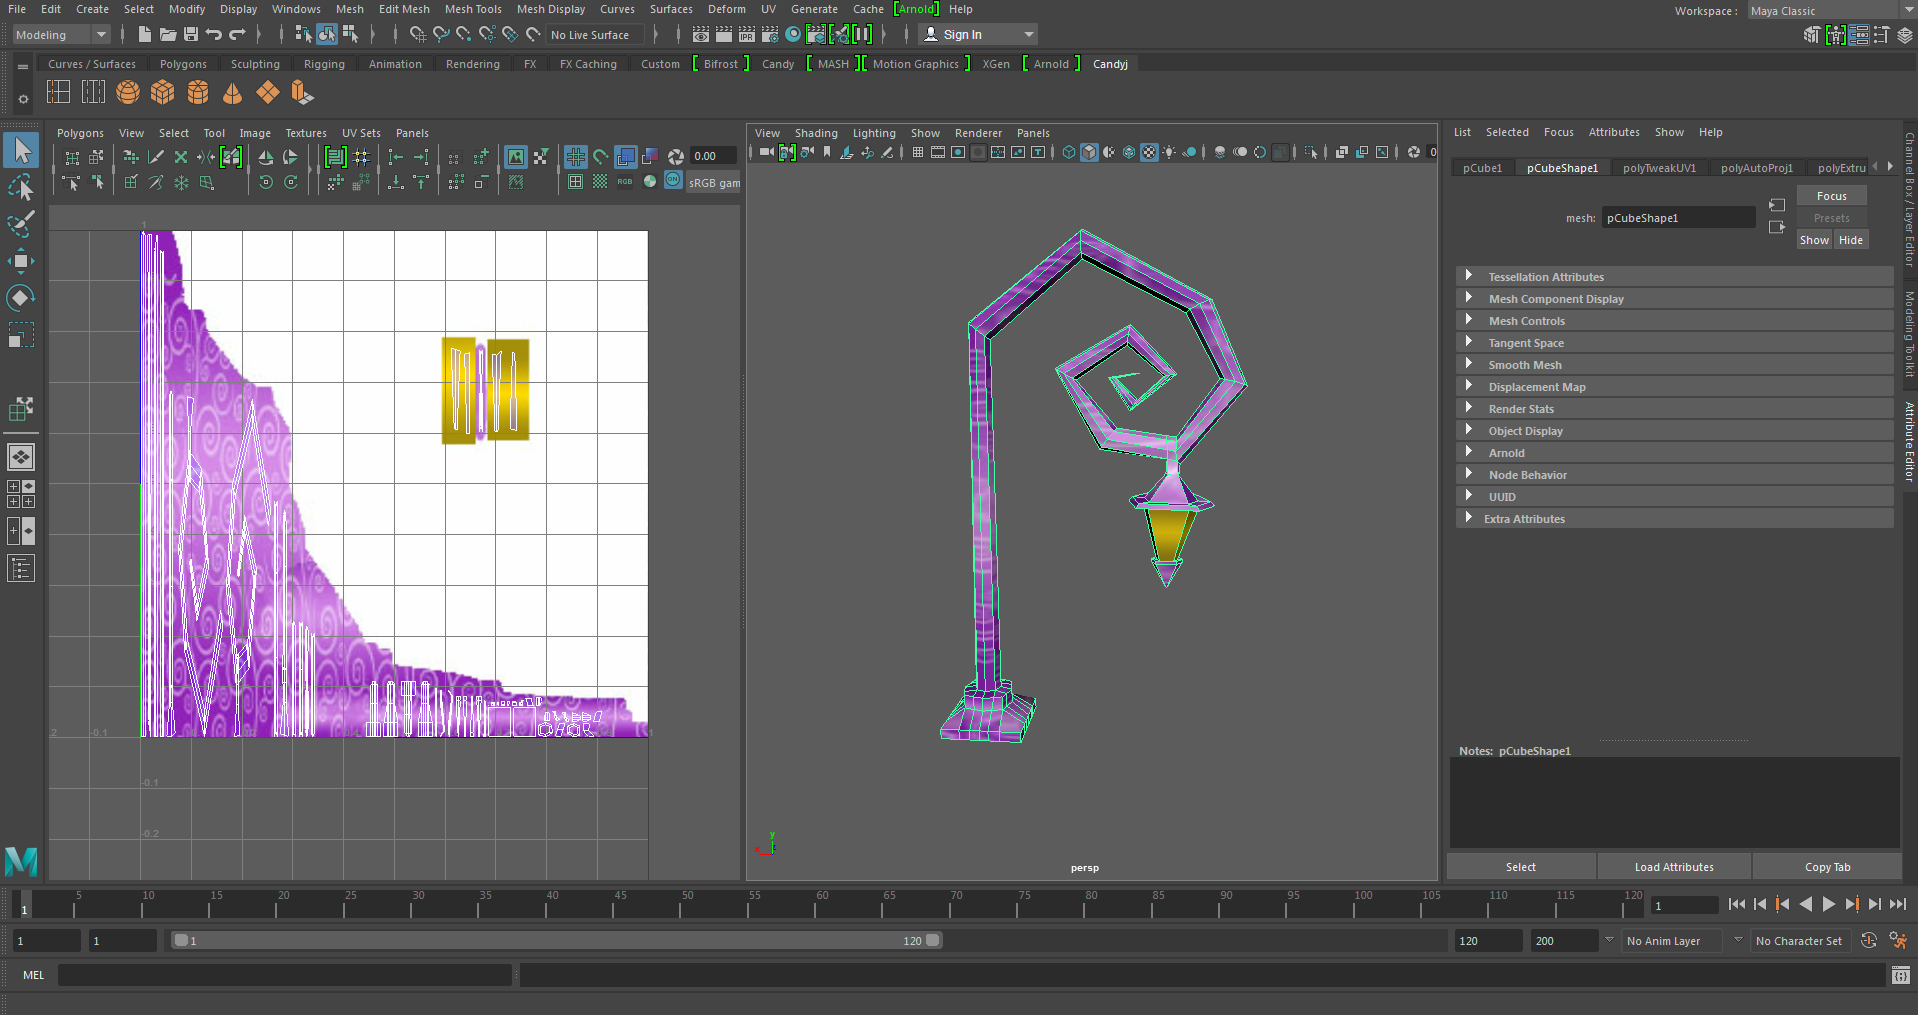 File Edit Create Select Modify Display Windows Mesh Edit Mesh Mesh Tools Mesh Display Curves Surfaces Deform UV Generate Cache [Arnold] Help
Workspace : Maya Classic
Modeling No Live Surface Sign In
Curves / Surfaces Polygons Sculpting Rigging Animation Rendering FX FX Caching Custom [ Bifrost ] Candy [ MASH ] [ Motion Graphics ] XGen [ Arnold ] Candyj
Polygons View Select Tool Image Textures UV Sets Panels
0.00
RGB ON sRGB gam
1
2 -0.1 1
-0.1
-0.2
View Shading Lighting Show Renderer Panels
0
persp
y
x
List Selected Focus Attributes Show Help
pCube1 pCubeShape1 polyTweakUV1 polyAutoProj1 polyExtru
mesh: pCubeShape1
Focus
Presets
Show Hide
Tessellation Attributes
Mesh Component Display
Mesh Controls
Tangent Space
Smooth Mesh
Displacement Map
Render Stats
Object Display
Arnold
Node Behavior
UUID
Extra Attributes
Notes: pCubeShape1
Select Load Attributes Copy Tab
Channel Box / Layer Editor
Modeling Toolkit
Attribute Editor
1 5 10 15 20 25 30 35 40 45 50 55 60 65 70 75 80 85 90 95 100 105 110 115 120
1
1 1 1 120 120 200 No Anim Layer No Character Set
MEL